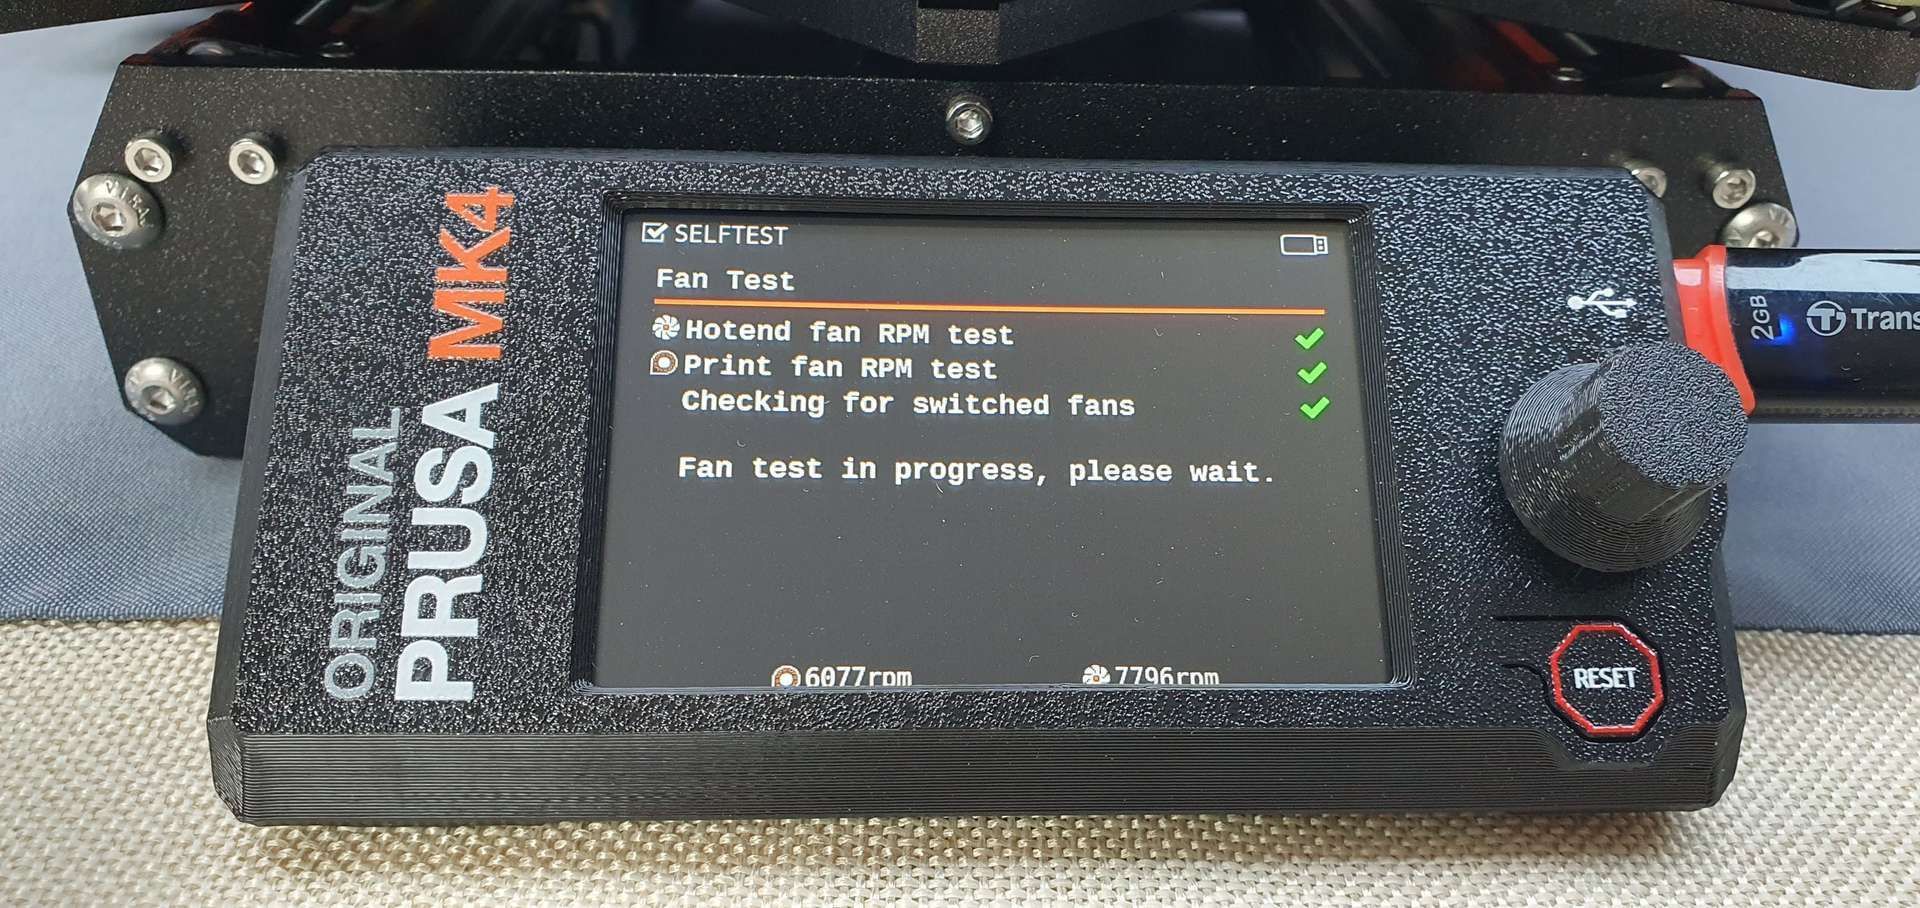 ORIGINAL
PRUSA MK4
SELFTEST
Fan Test
Hotend fan RPM test
Print fan RPM test
Checking for switched fans
Fan test in progress, please wait.
6077rpm
7796rpm
RESET
2GB
Trans